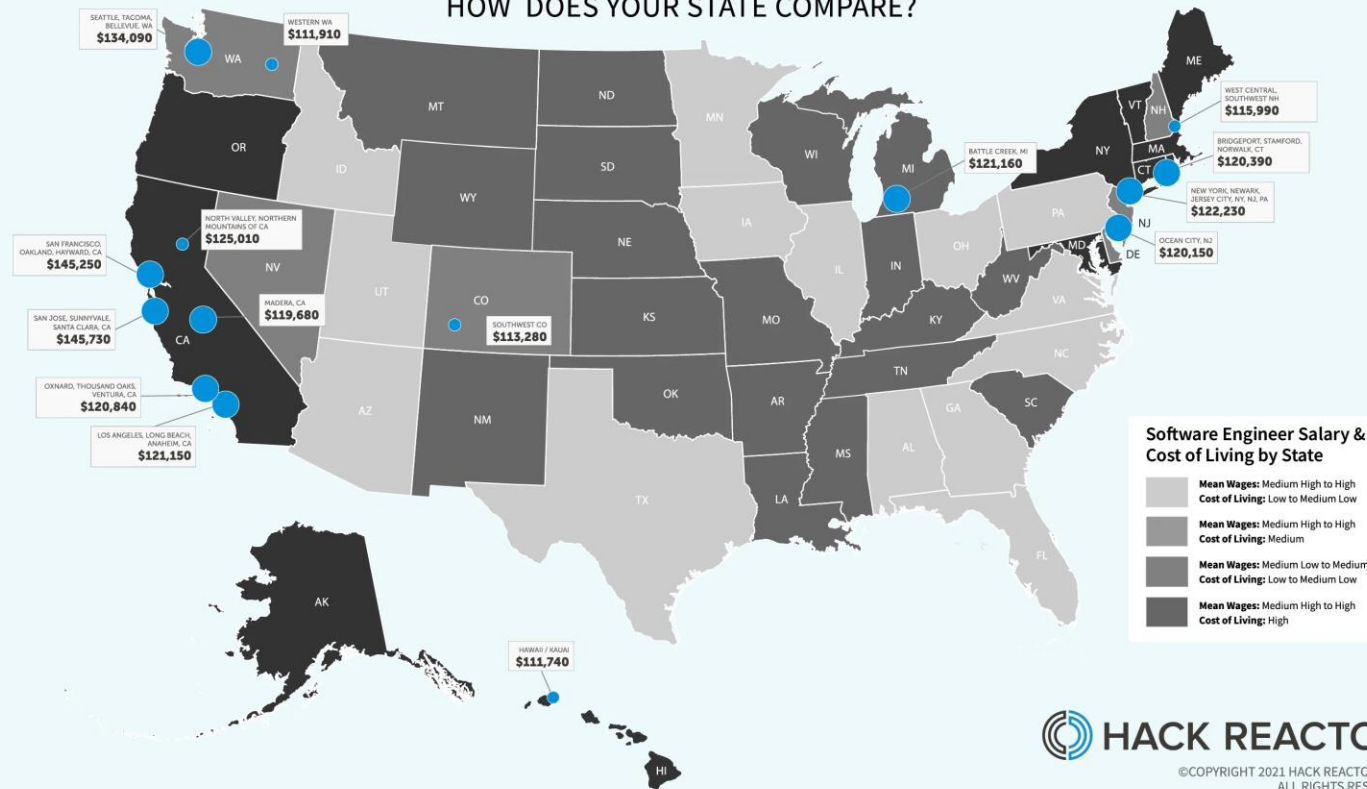 HOW DOES YOUR STATE COMPARE?
SEATTLE, TACOMA,
BELLEVUE, WA
$134,090
WESTERN WA
$111,910
WA
MT
ND
MN
ME
VT
NH
WEST CENTRAL,
SOUTHWEST NH
$115,990
OR
ID
SD
WI
MI
BATTLE CREEK, MI
$121,160
NY
MA
CT
BRIDGEPORT, STAMFORD,
NORWALK, CT
$120,390
WY
NEW YORK, NEWARK,
JERSEY CITY, NY, NJ, PA
$122,230
NORTH VALLEY, NORTHERN
MOUNTAINS OF CA
$125,010
IA
NE
PA
NJ
OCEAN CITY, NJ
$120,150
SAN FRANCISCO,
OAKLAND, HAYWARD, CA
$145,250
NV
UT
CO
IL
IN
OH
MD
DE
WV
VA
MADERA, CA
$119,680
SAN JOSE, SUNNYVALE,
SANTA CLARA, CA
$145,730
CA
SOUTHWEST CO
$113,280
KS
MO
KY
NC
OXNARD, THOUSAND OAKS,
VENTURA, CA
$120,840
AZ
NM
OK
AR
TN
SC
LOS ANGELES, LONG BEACH,
ANAHEIM, CA
$121,150
MS
AL
GA
TX
LA
FL
Software Engineer Salary &
Cost of Living by State
Mean Wages: Medium High to High
Cost of Living: Low to Medium Low
Mean Wages: Medium High to High
Cost of Living: Medium
Mean Wages: Medium Low to Medium
Cost of Living: Low to Medium Low
Mean Wages: Medium High to High
Cost of Living: High
AK
HAWAII / KAUAI
$111,740
HI
HACK REACTO
©COPYRIGHT 2021 HACK REACTO
ALL RIGHTS RES